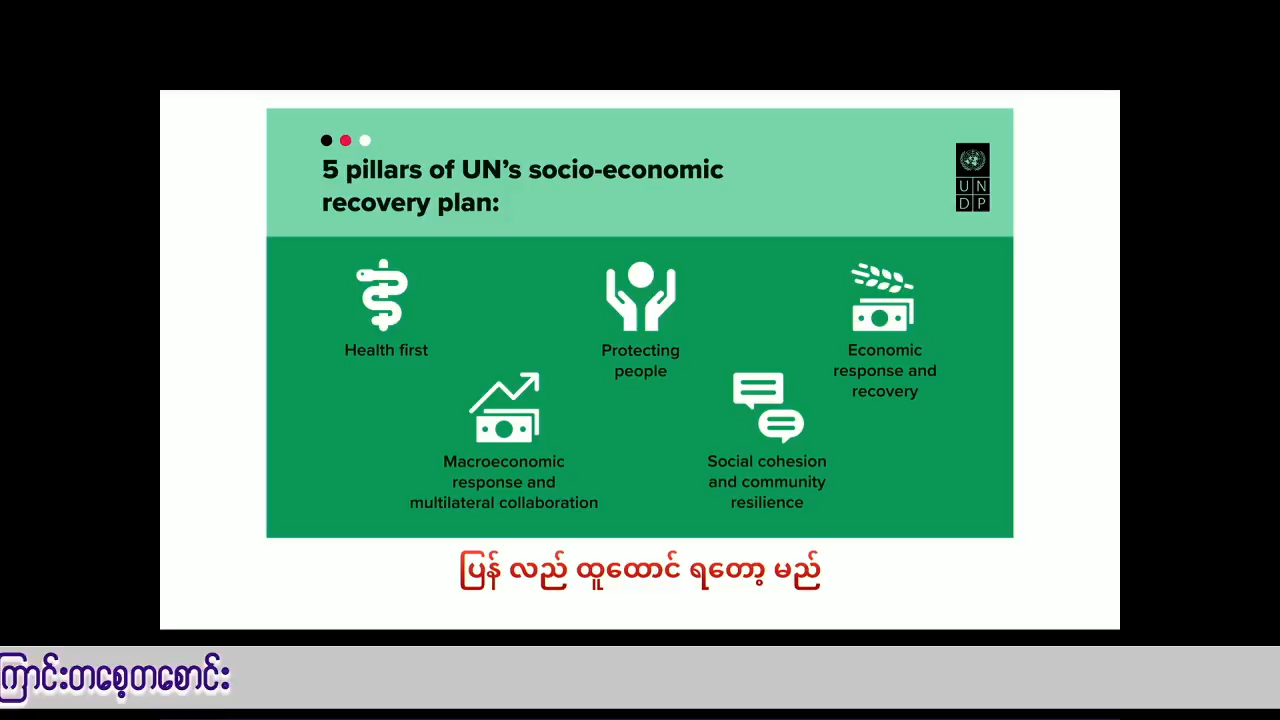 5 pillars of UN's socio-economic
recovery plan:
UN
DP
Health first
Protecting
people
Economic
response and
recovery
Macroeconomic
response and
multilateral collaboration
Social cohesion
and community
resilience
ပြန် လည် ထူထောင် ရတော့ မည်
ကြာင်းတစေ့တစောင်း